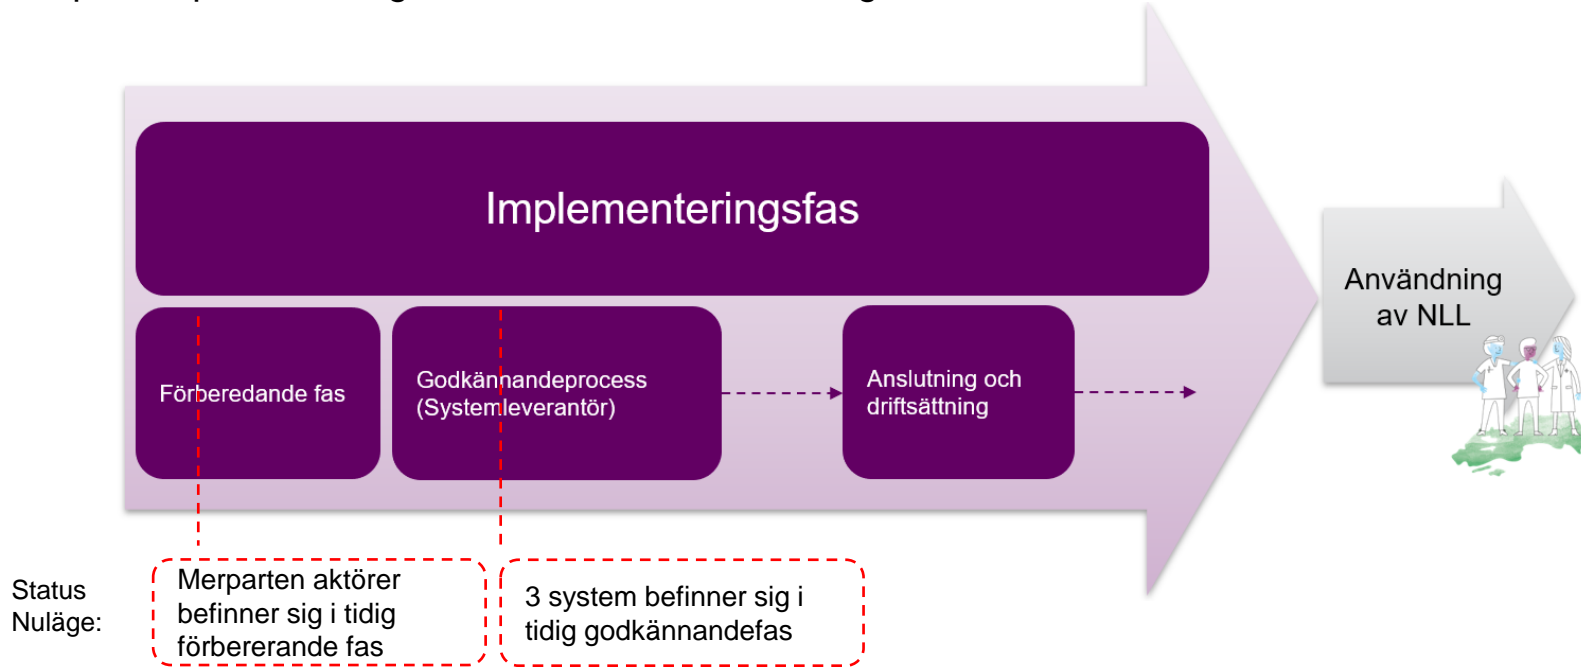 Implementeringsfas
Användning
av NLL
Förberedande fas
Godkännandeprocess
(Systemleverantör)
Anslutning och
driftsättning
Status
Nuläge:
Merparten aktörer
befinner sig i tidig
förbererande fas
3 system befinner sig i
tidig godkännandefas